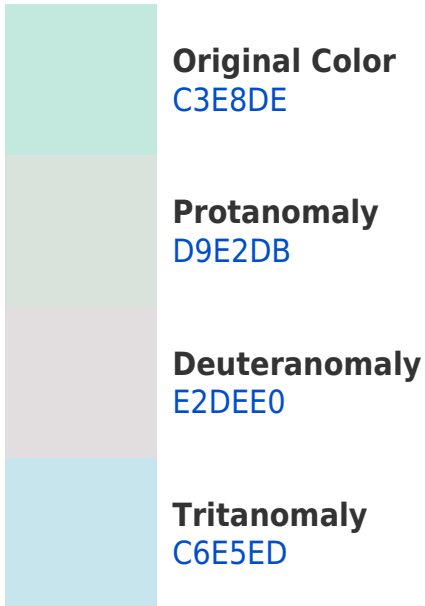 Original Color
C3E8DE
Protanomaly
D9E2DB
Deuteranomaly
E2DEE0
Tritanomaly
C6E5ED